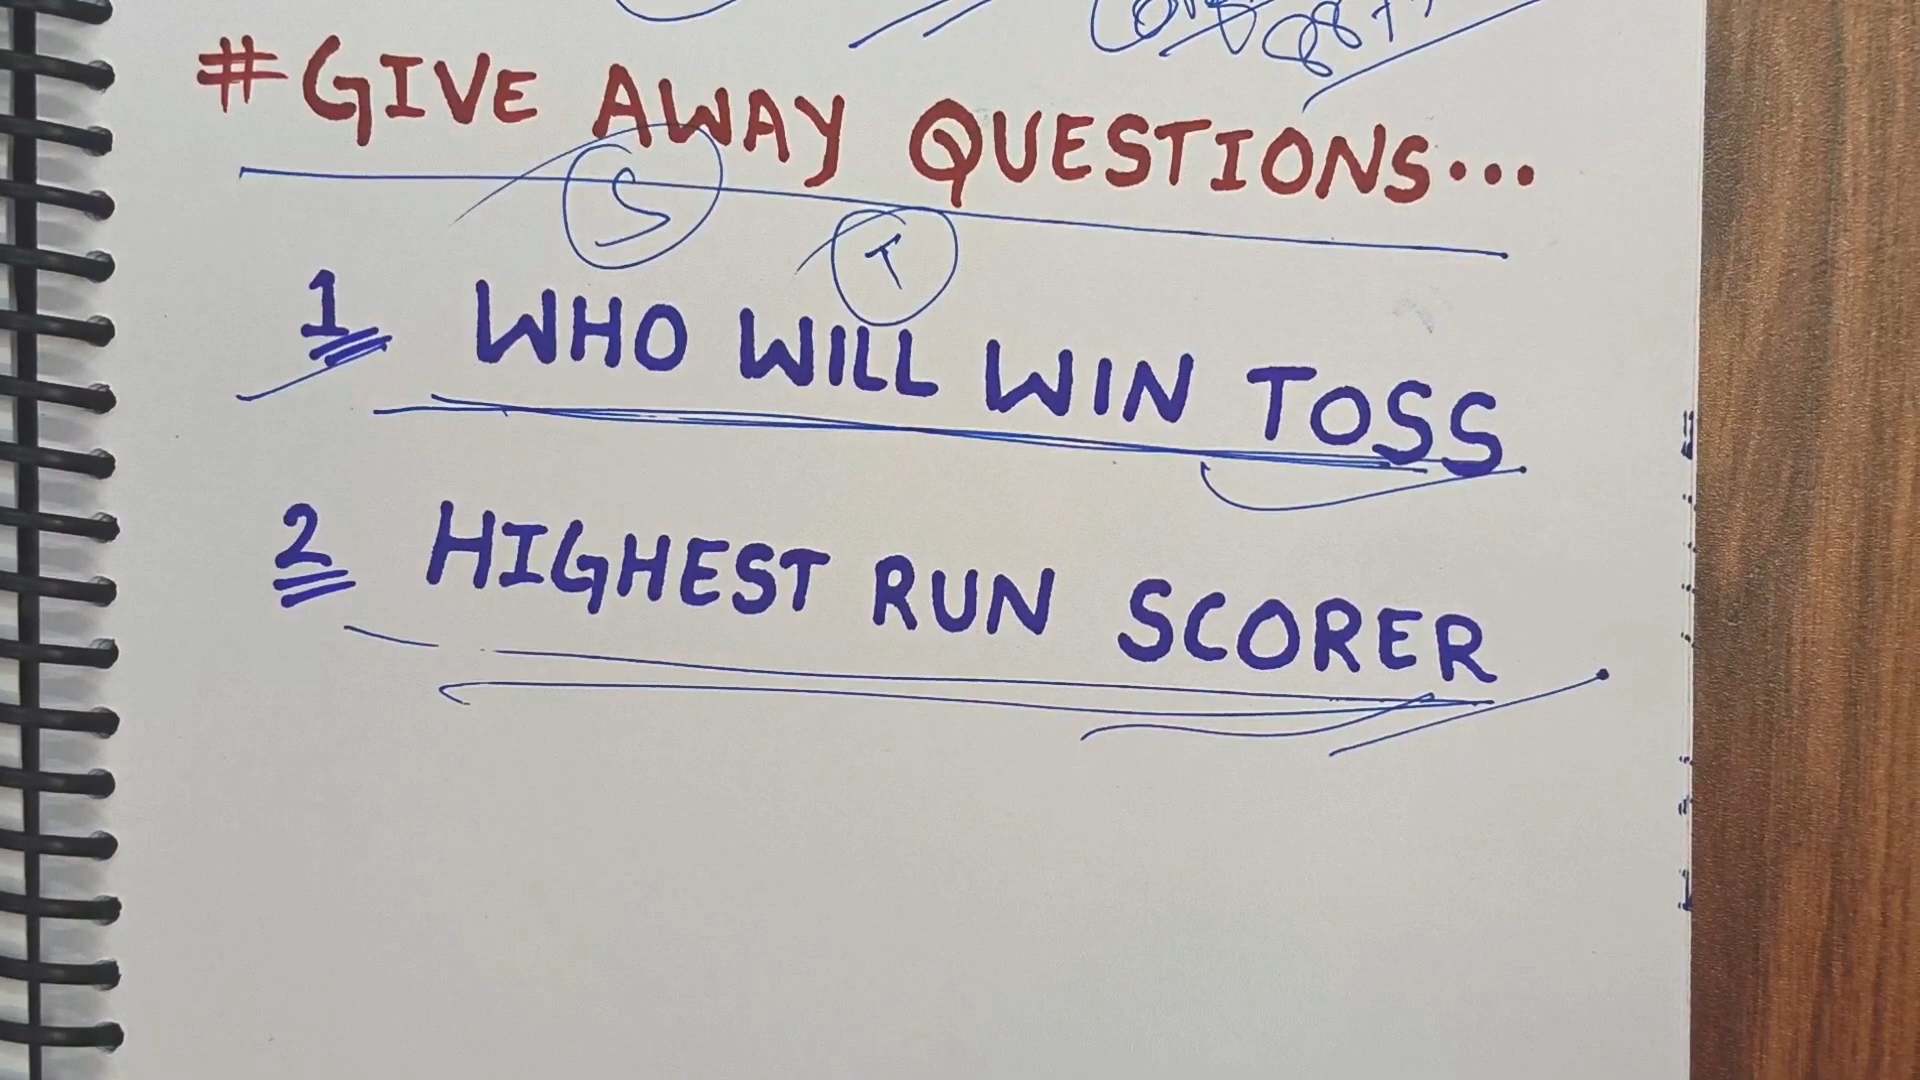 #GIVE AWAY QUESTIONS...
S
T
1 WHO WILL WIN TOSS
2 HIGHEST RUN SCORER